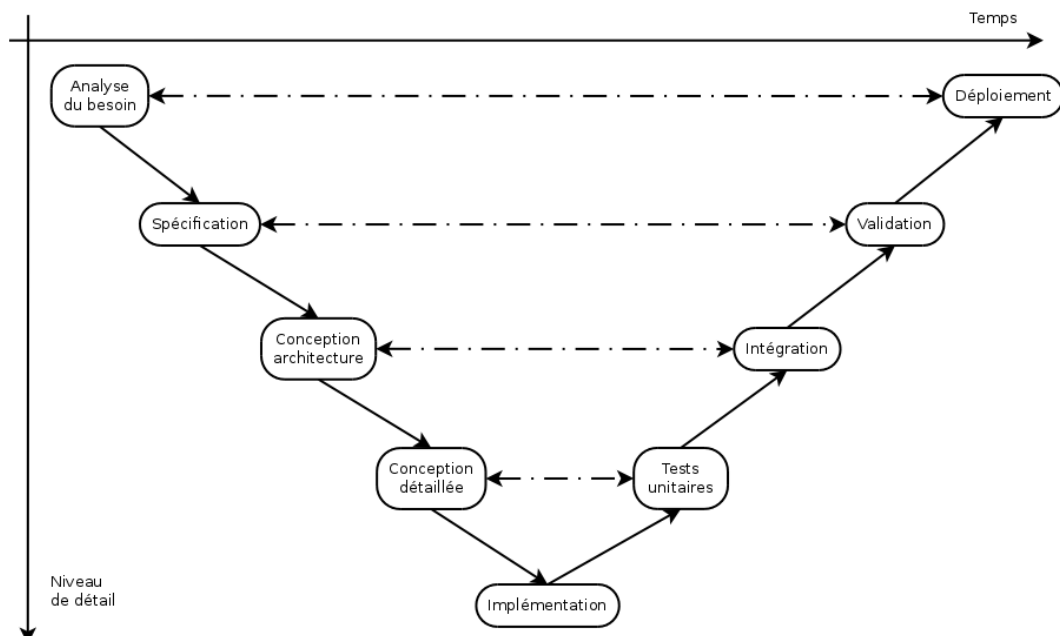 Temps
Analyse
du besoin
Déploiement
Spécification
Validation
Conception
architecture
Intégration
Conception
détaillée
Tests
unitaires
Niveau
de détail
Implémentation